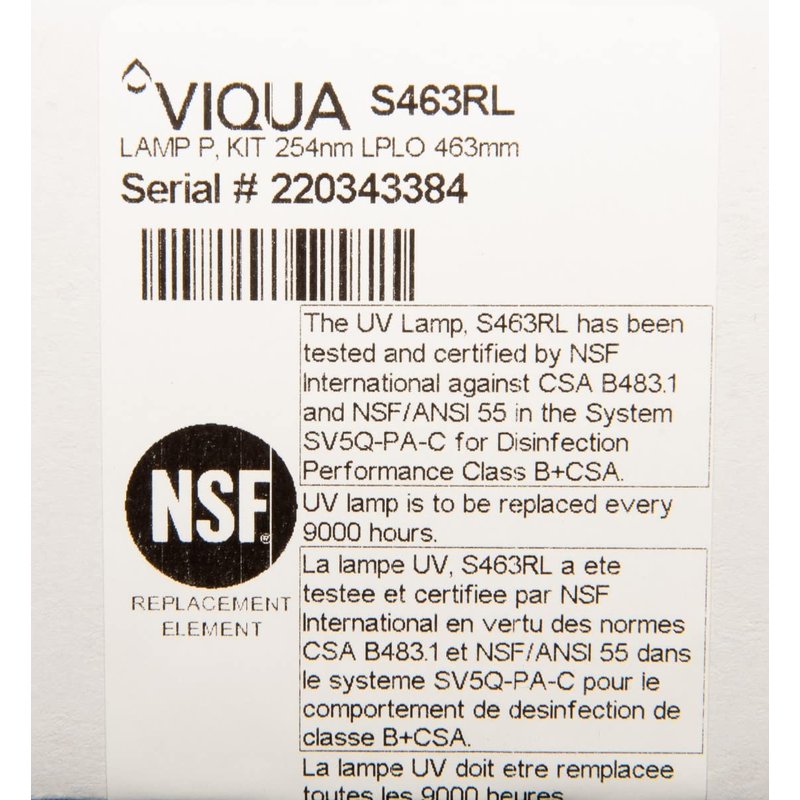 VIQUA S463RL
LAMP P, KIT 254nm LPLO 463mm
Serial # 220343384
The UV Lamp, S463RL has been
tested and certified by NSF
International against CSA B483.1
and NSF/ANSI 55 in the System
SV5Q-PA-C for Disinfection
Performance Class B+CSA.
NSF®
REPLACEMENT
ELEMENT
UV lamp is to be replaced every
9000 hours.
La lampe UV, S463RL a ete
testee et certifiee par NSF
International en vertu des normes
CSA B483.1 et NSF/ANSI 55 dans
le systeme SV5Q-PA-C pour le
comportement de desinfection de
classe B+CSA.
La lampe UV doit etre remplacee
toutes les 9000 heures